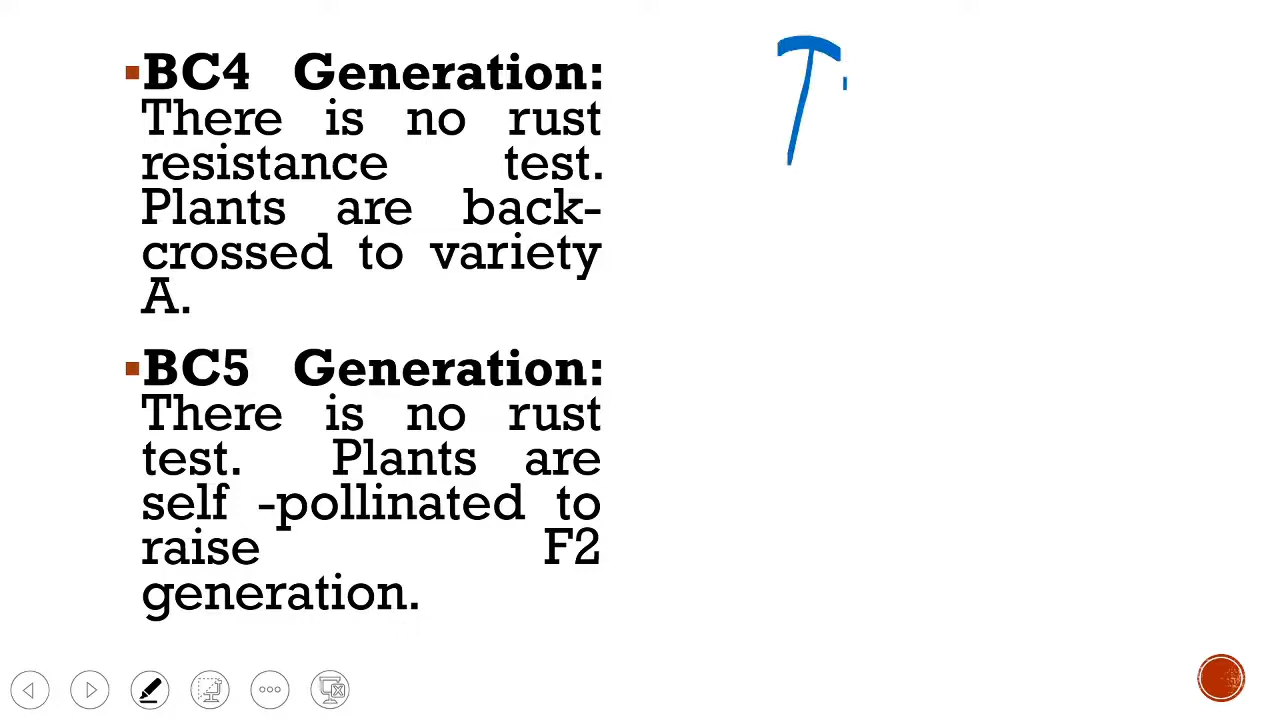 BC4 Generation:
There is no rust
resistance test.
Plants are back-
crossed to variety
A.
BC5 Generation:
There is no rust
test. Plants are
self -pollinated to
raise F2
generation.
T